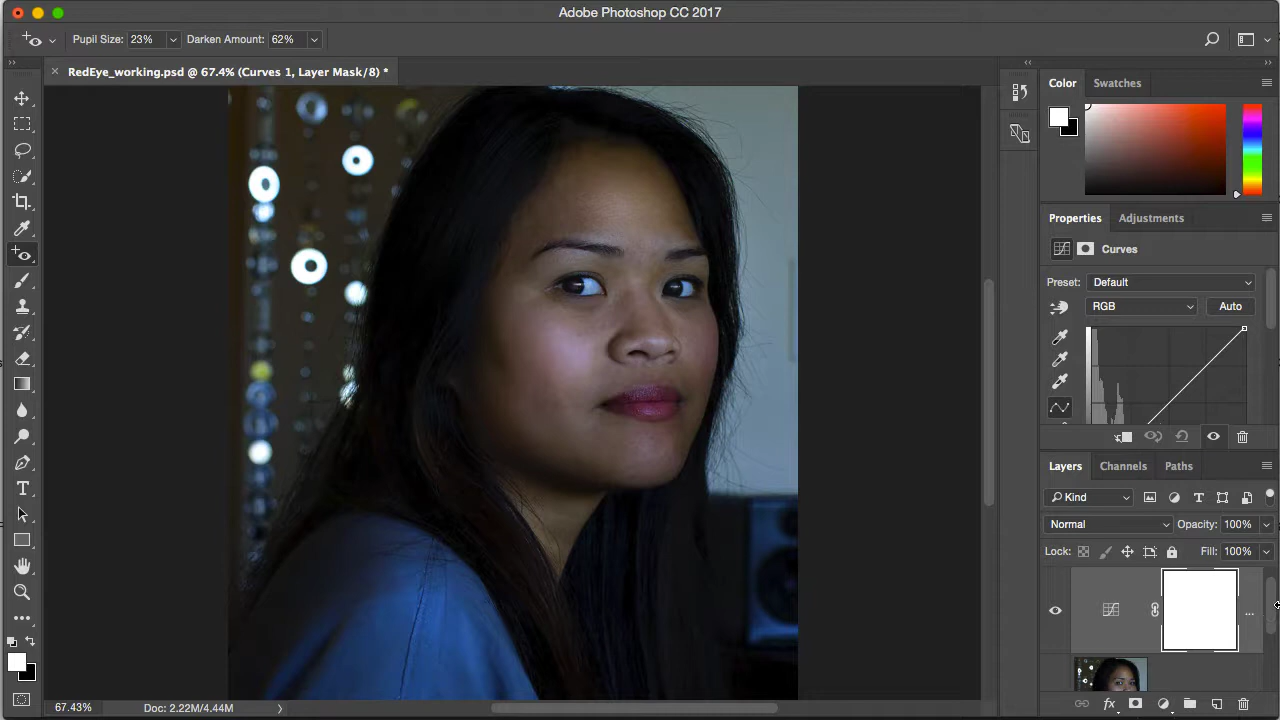 Adobe Photoshop CC 2017
Pupil Size: 23% Darken Amount: 62%
RedEye_working.psd @ 67.4% (Curves 1, Layer Mask/8) *
Color Swatches
Properties Adjustments
Curves
Preset: Default
RGB Auto
Layers Channels Paths
Kind
Normal Opacity: 100%
Lock: Fill: 100%
...
67.43% Doc: 2.22M/4.44M